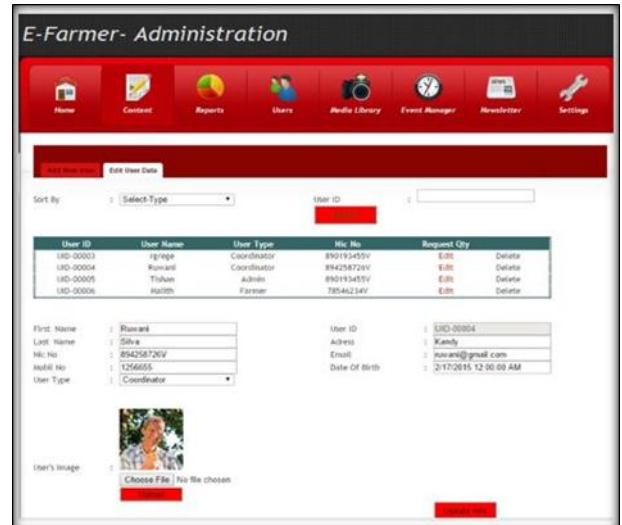 E-Farmer- Administration
Home Content Reports Users Media Library Event Manager Newsletter Settings
Add New User Edit User Data
Sort By : Select-Type User ID :
User ID User Name User Type Nic No Request Qty
UID-00003 rgrege Coordinator 890193455V Edit Delete
UID-00004 Ruwani Coordinator 894258726V Edit Delete
UID-00005 Tishan Admin 890193455V Edit Delete
UID-00006 Halith Farmer 78546234V Edit Delete
First Name : Ruwani User ID : UID-00004
Last Name : Silva Adress : Kandy
Nic No : 894258726V Email : ruwani@gmail.com
Mobil No : 1256655 Date Of Birth : 2/17/2015 12:00:00 AM
User Type : Coordinator
User's Image :
Choose File No file chosen
Upload
Update Info